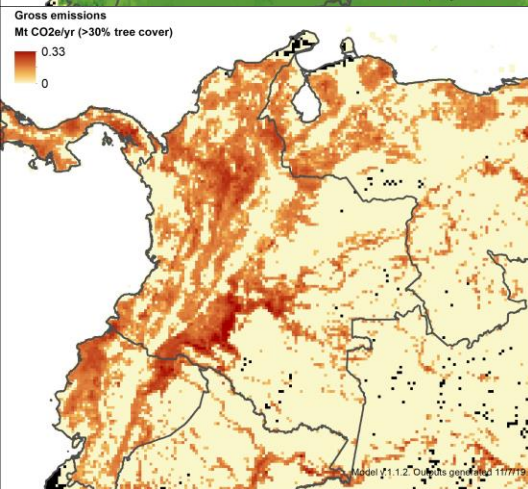 Gross emissions
Mt CO2e/yr (>30% tree cover)
0.33
0
Model v.1.1.2. Outputs generated 11/7/19